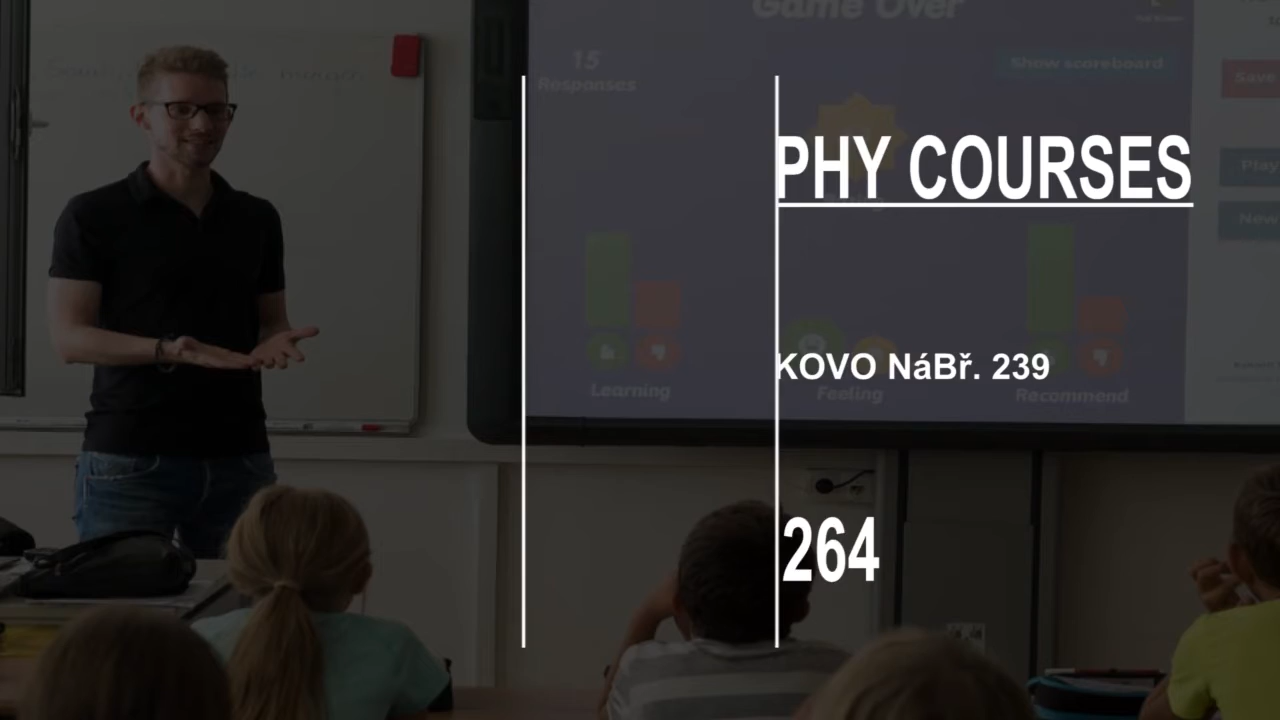 Game Over
15
Responses
Show scoreboard
PHY COURSES
KOVO NáBř. 239
Learning
Feeling
Recommend
264